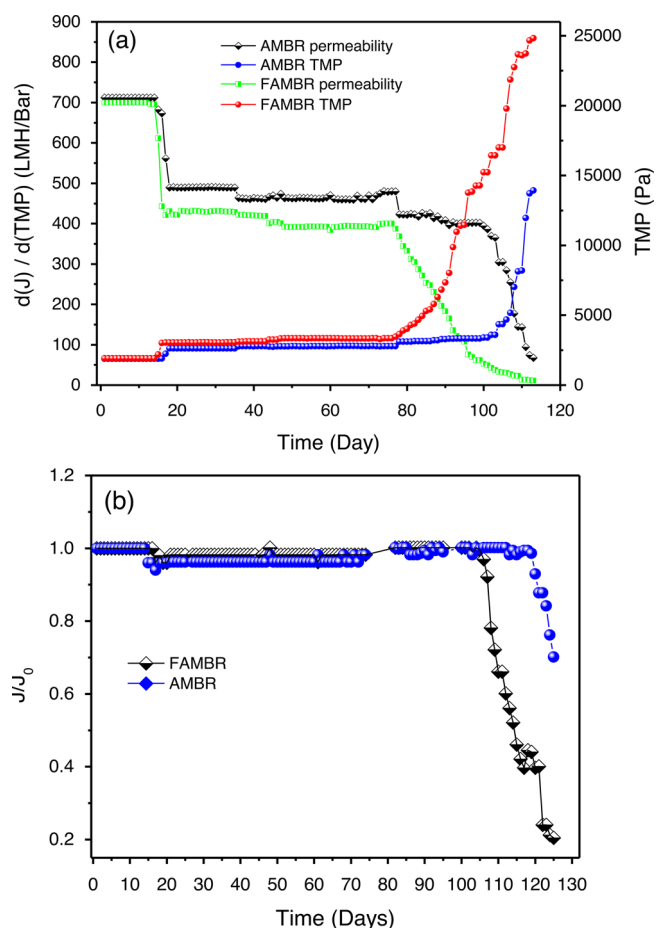 (a)
AMBR permeability
AMBR TMP
FAMBR permeability
FAMBR TMP
d(J) / d(TMP) (LMH/Bar)
900
800
700
600
500
400
300
200
100
0
TMP (Pa)
25000
20000
15000
10000
5000
0
0 20 40 60 80 100 120
Time (Day)
(b)
J/J0
1.2
1.0
0.8
0.6
0.4
0.2
FAMBR
AMBR
0 10 20 30 40 50 60 70 80 90 100 110 120 130
Time (Days)